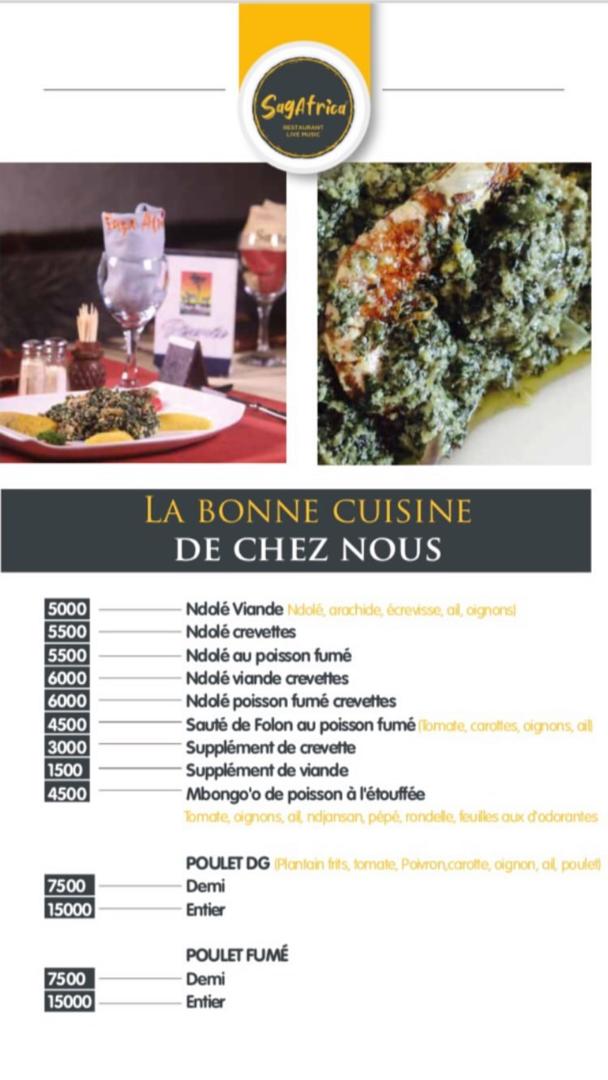 SagAfrica
RESTAURANT
LIVE MUSIC
LA BONNE CUISINE
DE CHEZ NOUS
5000 Ndolé Viande Ndolé, arachide, écrevisse, ail, oignons)
5500 Ndolé crevettes
5500 Ndolé au poisson fumé
6000 Ndolé viande crevettes
6000 Ndolé poisson fumé crevettes
4500 Sauté de Folon au poisson fumé (Tomate, carottes, oignons, ail)
3000 Supplément de crevette
1500 Supplément de viande
4500 Mbongo'o de poisson à l'étouffée
Tomate, oignons, ail, ndjansan, pépé, rondelle, feuilles aux d'odorantes
POULET DG (Plantain frits, tomate, Poivron,carotte, oignon, ail, poulet)
7500 Demi
15000 Entier
POULET FUMÉ
7500 Demi
15000 Entier